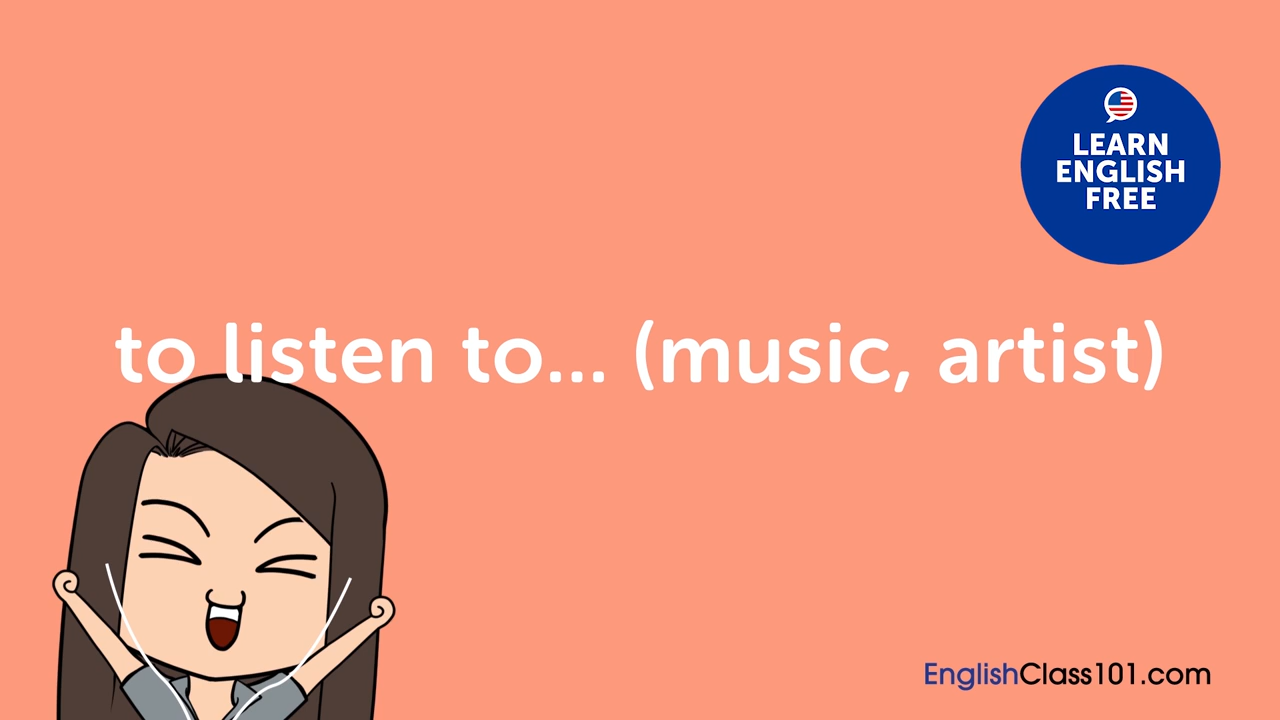 LEARN
ENGLISH
FREE
to listen to... (music, artist)
EnglishClass101.com